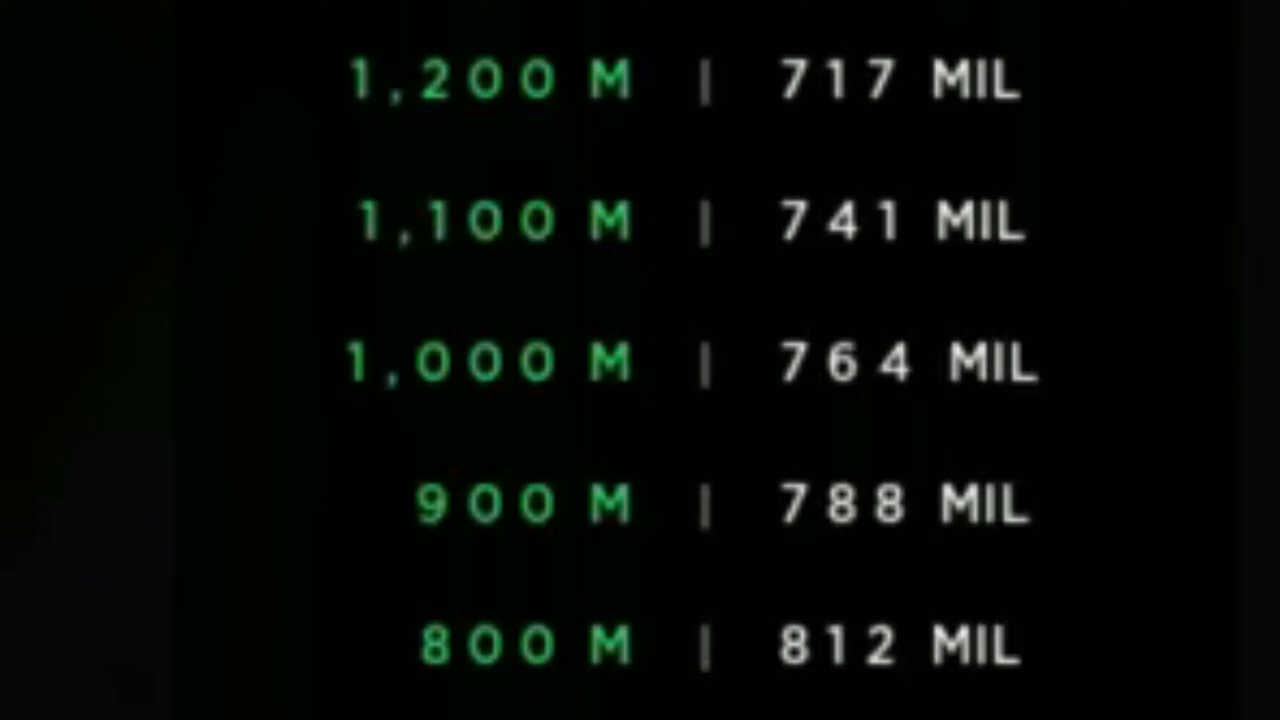 1,200 M | 717 MIL
1,100 M | 741 MIL
1,000 M | 764 MIL
900 M | 788 MIL
800 M | 812 MIL